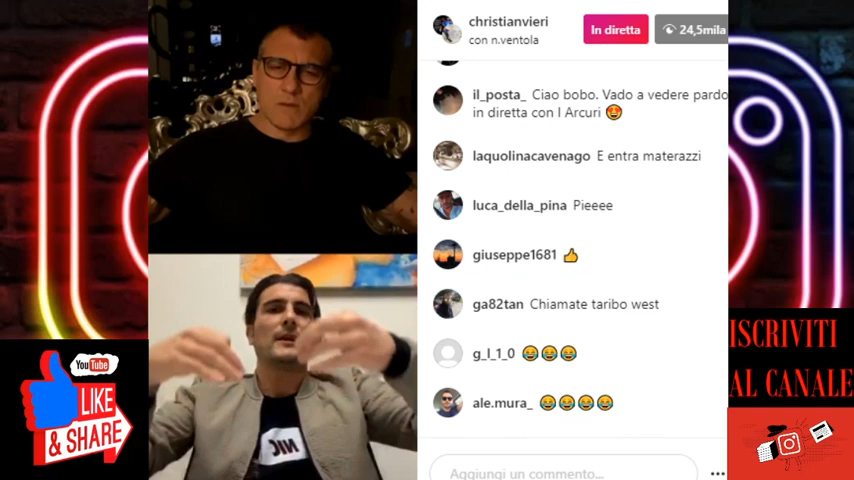 christianvieri
con n.ventola
In diretta
24,5mila
il_posta_ Ciao bobo. Vado a vedere pardo
in diretta con l Arcuri 🤩
laquolinacavenago E entra materazzi
luca_della_pina Pieeee
giuseppe1681 👍
ga82tan Chiamate taribo west
g_l_1_0 😂😂😂
ale.mura_ 😂😂😂😂
Aggiungi un commento...
YouTube
LIKE
& SHARE
ISCRIVITI
AL CANALE